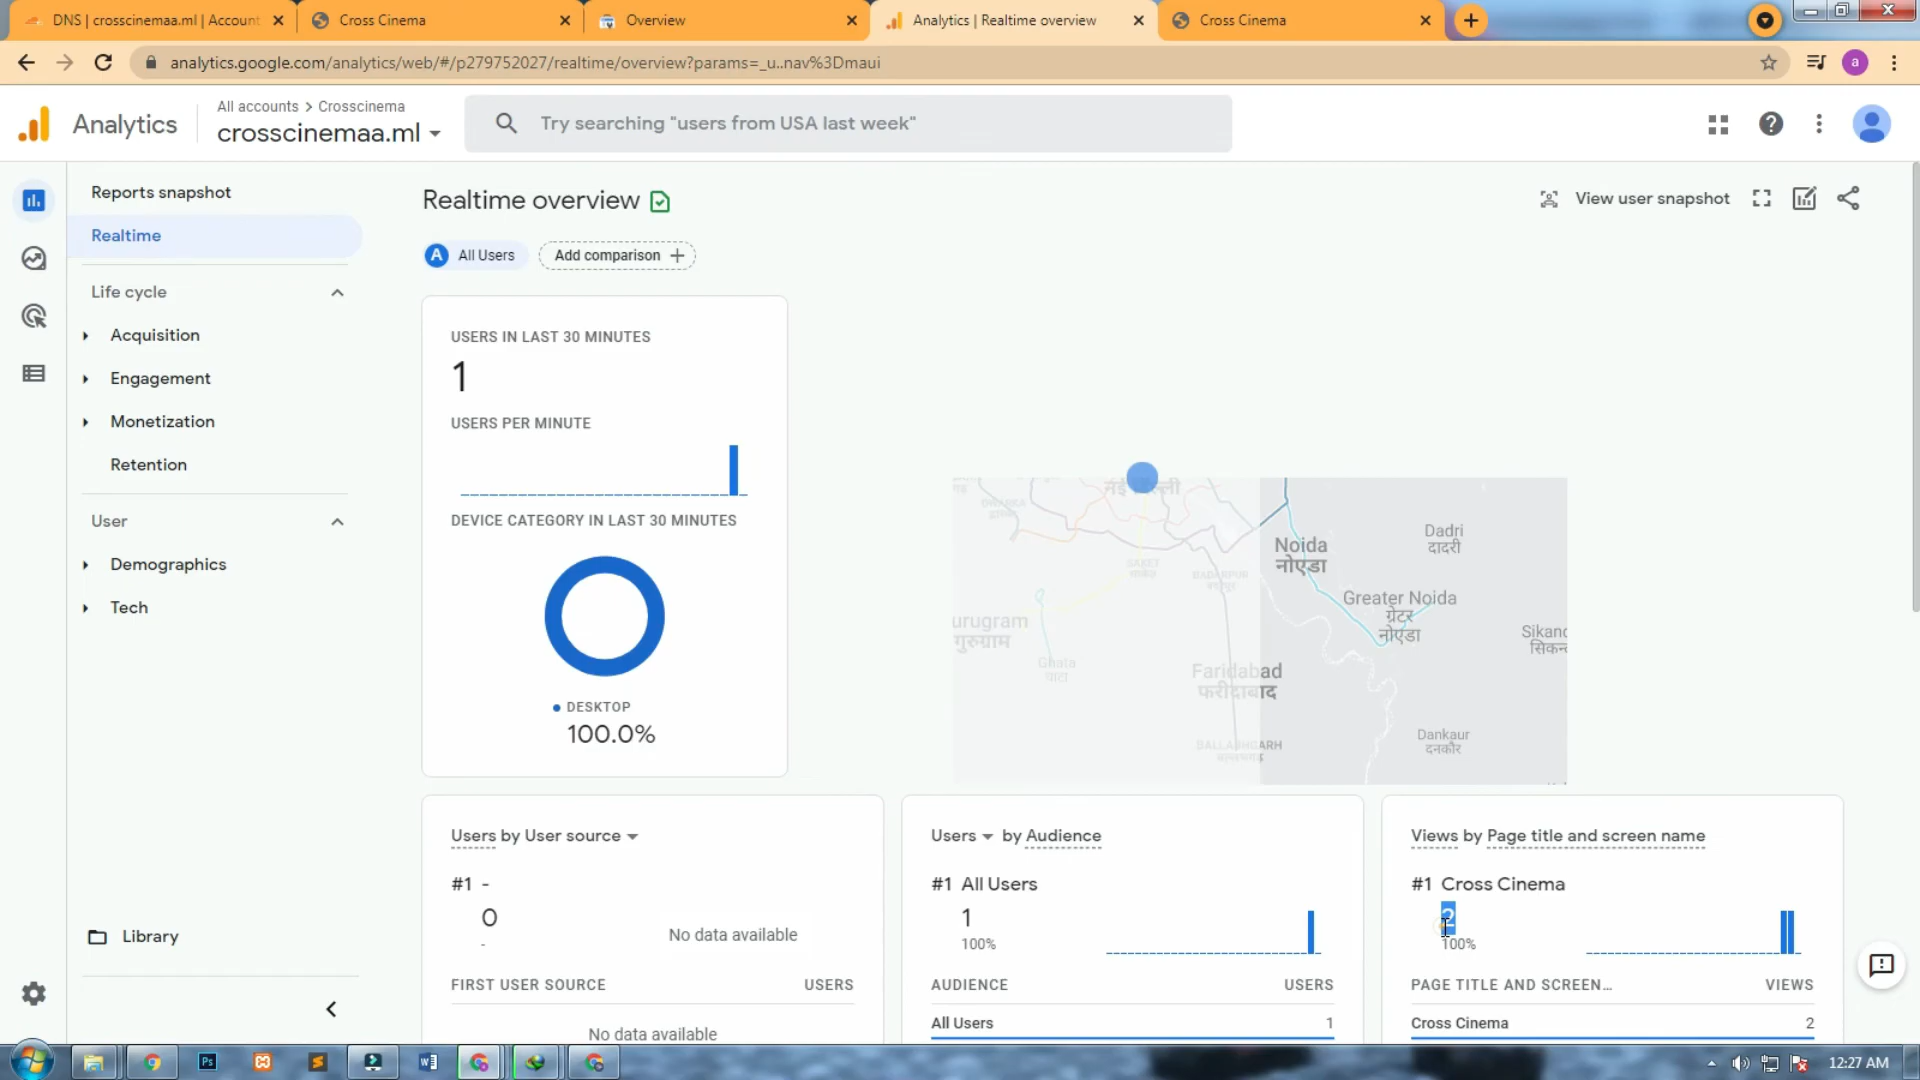 DNS | crosscinemaa.ml | Account
Cross Cinema
Overview
Analytics | Realtime overview
Cross Cinema
analytics.google.com/analytics/web/#/p279752027/realtime/overview?params=_u..nav%3Dmaui
a
Analytics
All accounts > Crosscinema
crosscinemaa.ml
Try searching "users from USA last week"
Reports snapshot
Realtime
Life cycle
Acquisition
Engagement
Monetization
Retention
User
Demographics
Tech
Library
Realtime overview
View user snapshot
A All Users
Add comparison +
USERS IN LAST 30 MINUTES
1
USERS PER MINUTE
DEVICE CATEGORY IN LAST 30 MINUTES
DESKTOP
100.0%
नई दिल्ली
SAKET
साकेत
BADARPUR
Noida
नोएडा
Dadri
दादरी
Greater Noida
ग्रेटर
नोएडा
urugram
गुरुग्राम
Ghata
घाटा
Faridabad
फरीदाबाद
BALLABHGARH
Sikand
Dankaur
दनकौर
Users by User source
#1 -
0
-
No data available
FIRST USER SOURCE USERS
No data available
Users by Audience
#1 All Users
1
100%
AUDIENCE USERS
All Users 1
Views by Page title and screen name
#1 Cross Cinema
2
100%
PAGE TITLE AND SCREEN… VIEWS
Cross Cinema 2
Ps
12:27 AM